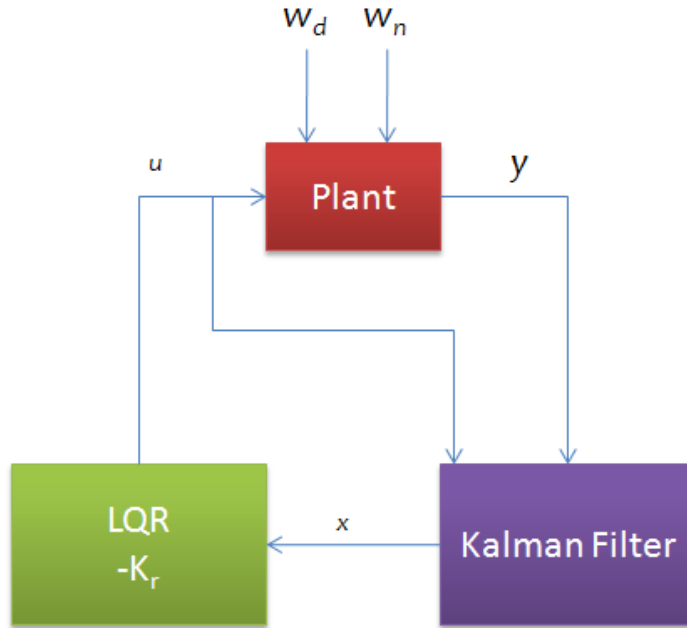 w_d w_n
u
Plant
y
LQR
-K_r
x
Kalman Filter